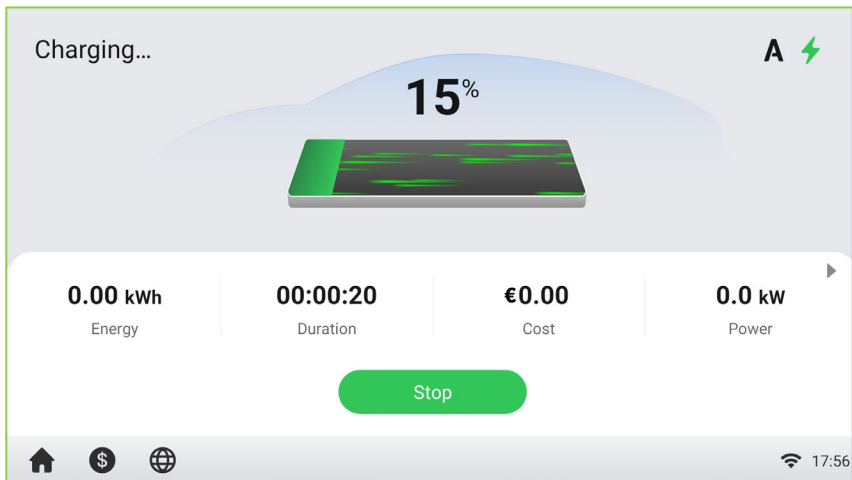 Charging...
A
15%
0.00 kWh
Energy
00:00:20
Duration
€0.00
Cost
0.0 kW
Power
Stop
$
17:56